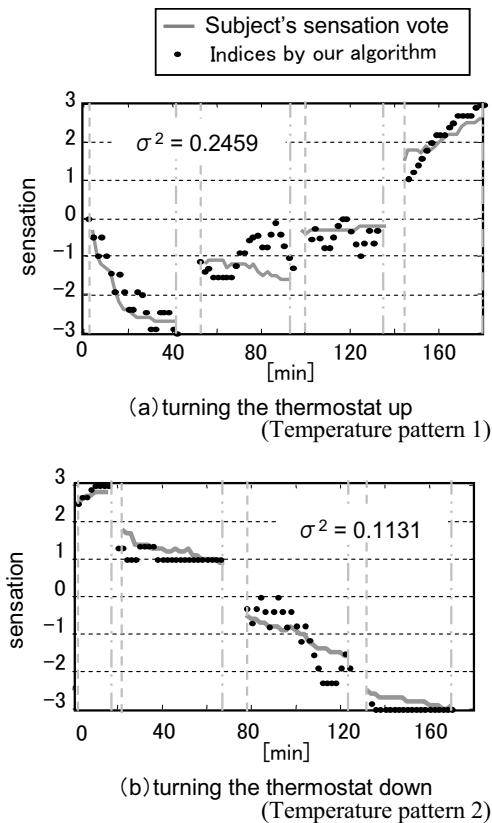 Subject's sensation vote
Indices by our algorithm
3
2
1
0
−1
−2
−3
sensation
σ² = 0.2459
0 40 80 120 160
[min]
(a) turning the thermostat up
(Temperature pattern 1)
3
2
1
0
−1
−2
−3
sensation
σ² = 0.1131
0 40 80 120 160
[min]
(b) turning the thermostat down
(Temperature pattern 2)